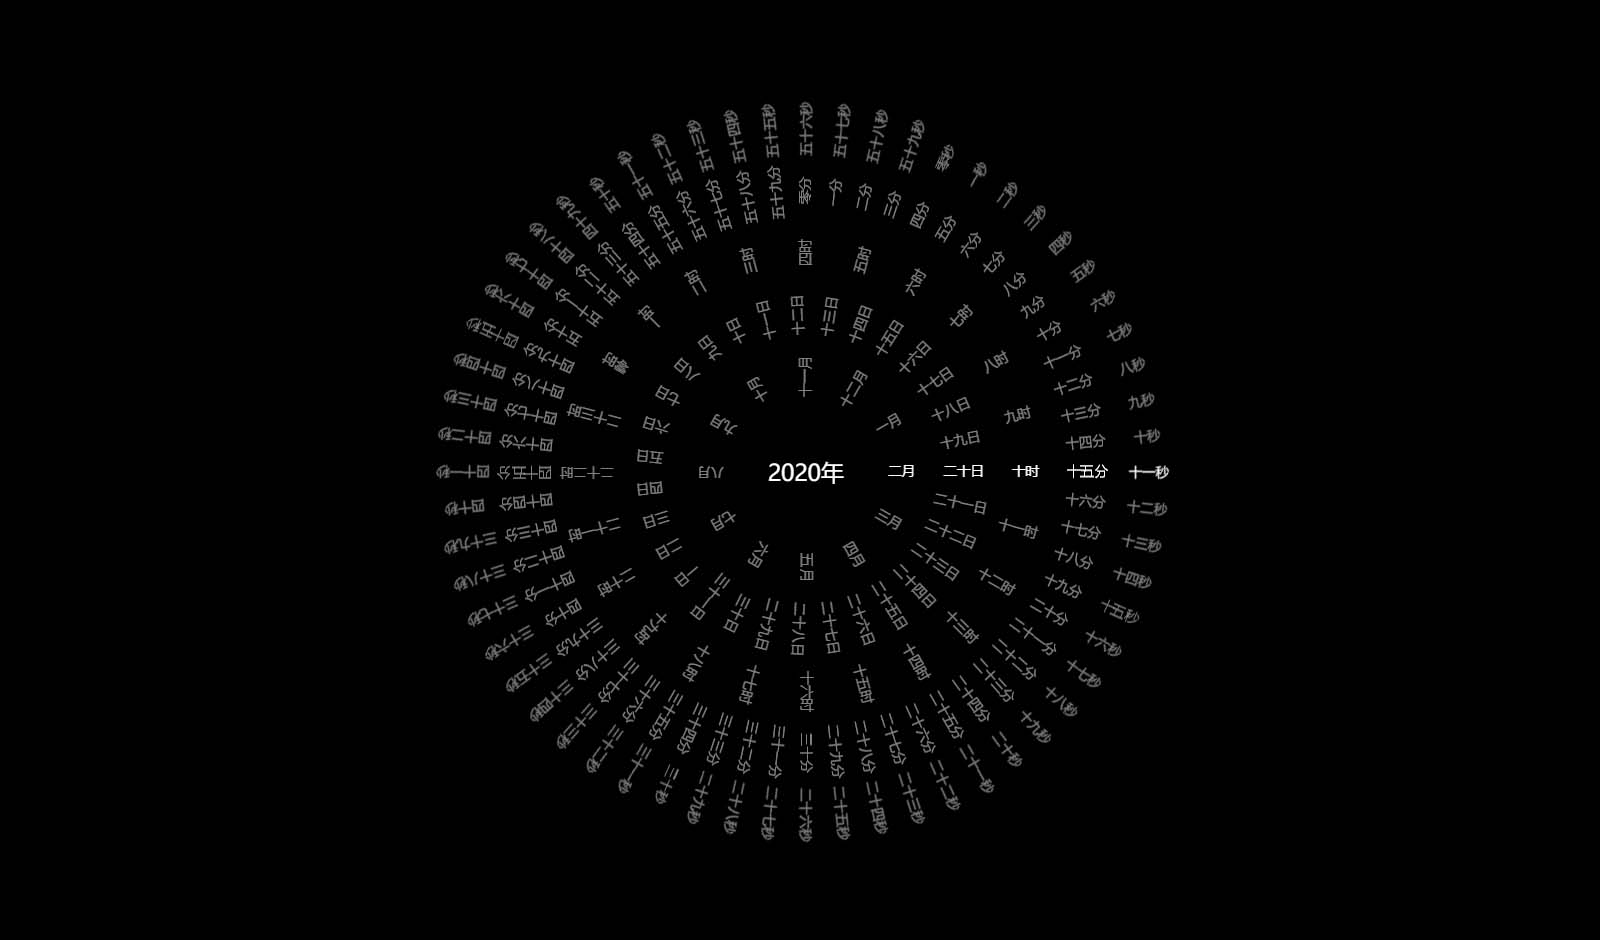 2020年 二月 二十日 十时 十五分 十一秒
三月 四月 五月 六月 七月 八月 九月 十月 十一月 十二月 一月
二十一日 二十二日 二十三日 二十四日 二十五日 二十六日 二十七日 二十八日 二十九日 三十日 三十一日 一日 二日 三日 四日 五日 六日 七日 八日 九日 十日 十一日 十二日 十三日 十四日 十五日 十六日 十七日 十八日 十九日
十一时 十二时 十三时 十四时 十五时 十六时 十七时 十八时 十九时 二十时 二十一时 二十二时 二十三时 零时 一时 二时 三时 四时 五时 六时 七时 八时 九时
十六分 十七分 十八分 十九分 二十分 二十一分 二十二分 二十三分 二十四分 二十五分 二十六分 二十七分 二十八分 二十九分 三十分 三十一分 三十二分 三十三分 三十四分 三十五分 三十六分 三十七分 三十八分 三十九分 四十分 四十一分 四十二分 四十三分 四十四分 四十五分 四十六分 四十七分 四十八分 四十九分 五十分 五十一分 五十二分 五十三分 五十四分 五十五分 五十六分 五十七分 五十八分 五十九分 零分 一分 二分 三分 四分 五分 六分 七分 八分 九分 十分 十一分 十二分 十三分 十四分
十二秒 十三秒 十四秒 十五秒 十六秒 十七秒 十八秒 十九秒 二十秒 二十一秒 二十二秒 二十三秒 二十四秒 二十五秒 二十六秒 二十七秒 二十八秒 二十九秒 三十秒 三十一秒 三十二秒 三十三秒 三十四秒 三十五秒 三十六秒 三十七秒 三十八秒 三十九秒 四十秒 四十一秒 四十二秒 四十三秒 四十四秒 四十五秒 四十六秒 四十七秒 四十八秒 四十九秒 五十秒 五十一秒 五十二秒 五十三秒 五十四秒 五十五秒 五十六秒 五十七秒 五十八秒 五十九秒 零秒 一秒 二秒 三秒 四秒 五秒 六秒 七秒 八秒 九秒 十秒